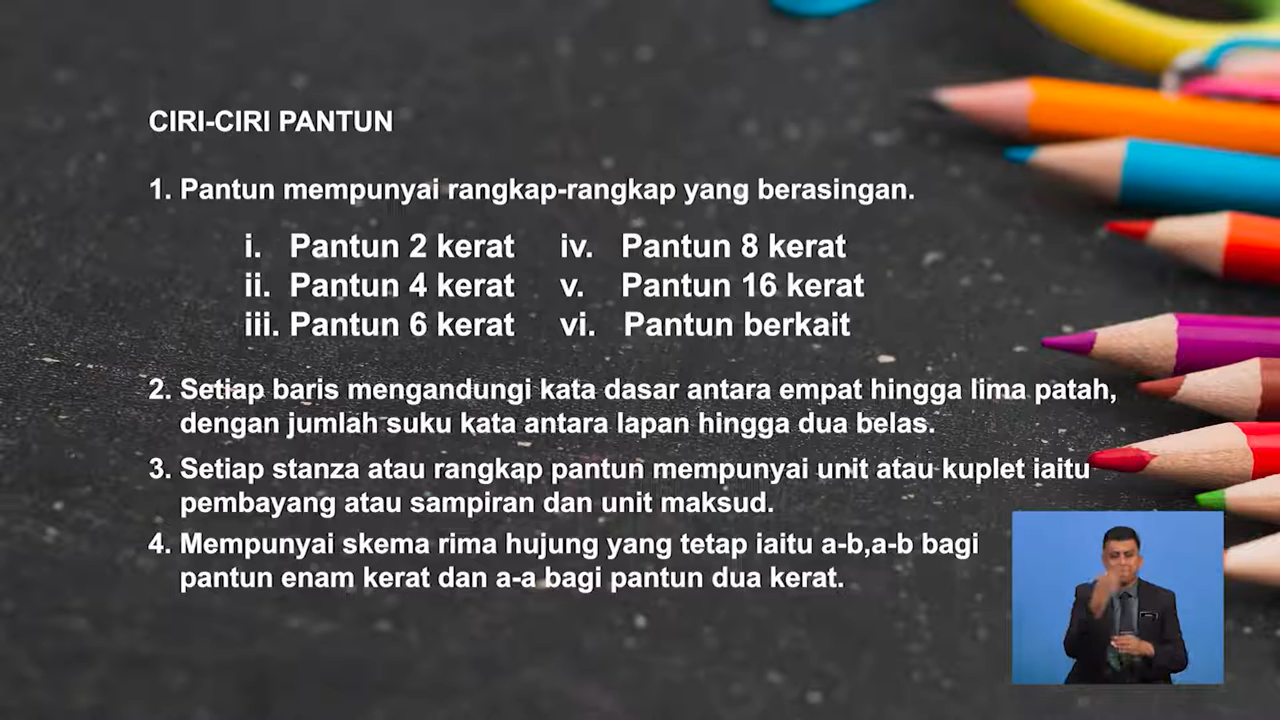 CIRI-CIRI PANTUN
1. Pantun mempunyai rangkap-rangkap yang berasingan.
i. Pantun 2 kerat iv. Pantun 8 kerat
ii. Pantun 4 kerat v. Pantun 16 kerat
iii. Pantun 6 kerat vi. Pantun berkait
2. Setiap baris mengandungi kata dasar antara empat hingga lima patah,
dengan jumlah suku kata antara lapan hingga dua belas.
3. Setiap stanza atau rangkap pantun mempunyai unit atau kuplet iaitu
pembayang atau sampiran dan unit maksud.
4. Mempunyai skema rima hujung yang tetap iaitu a-b,a-b bagi
pantun enam kerat dan a-a bagi pantun dua kerat.